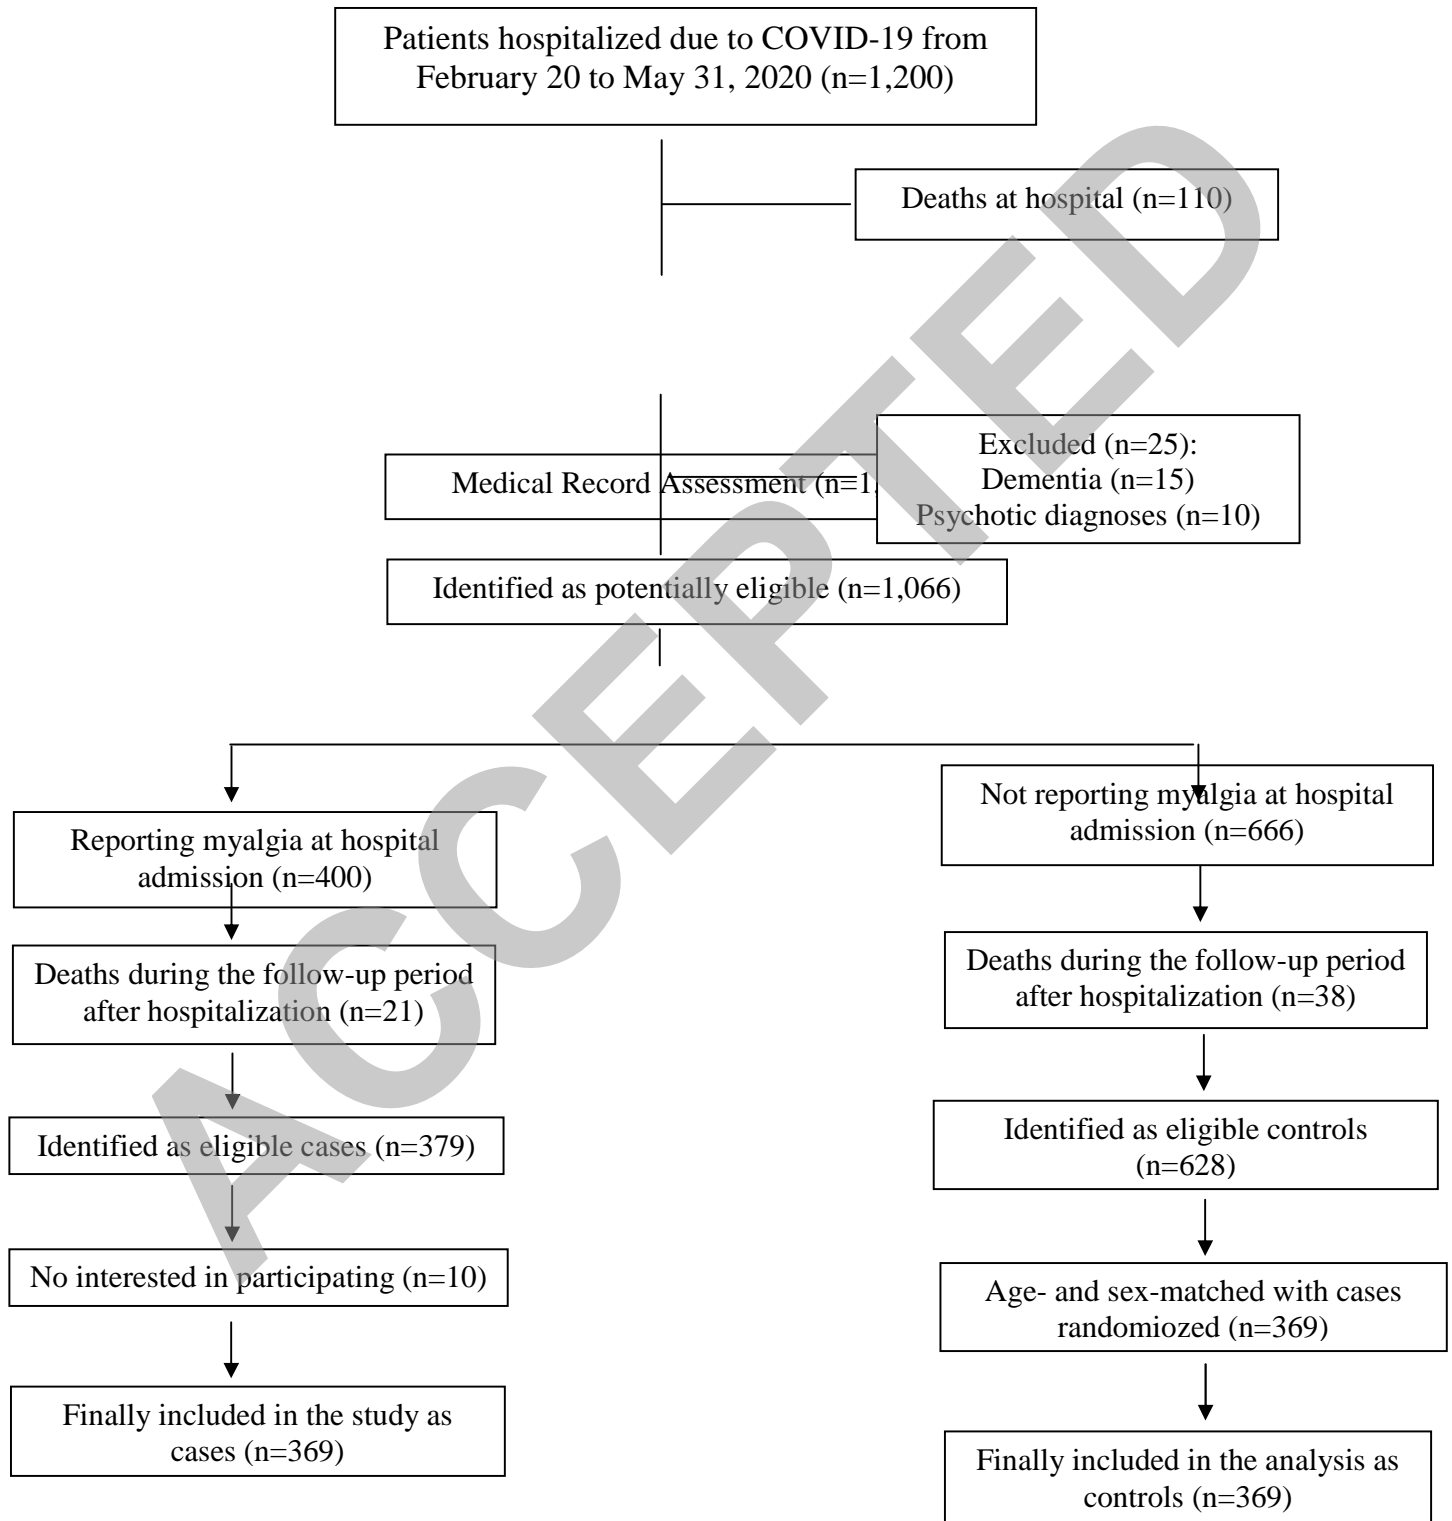 Patients hospitalized due to COVID-19 from
February 20 to May 31, 2020 (n=1,200)
Deaths at hospital (n=110)
Excluded (n=25):
Dementia (n=15)
Psychotic diagnoses (n=10)
Medical Record Assessment (n=1
Identified as potentially eligible (n=1,066)
Reporting myalgia at hospital
admission (n=400)
Not reporting myalgia at hospital
admission (n=666)
Deaths during the follow-up period
after hospitalization (n=21)
Deaths during the follow-up period
after hospitalization (n=38)
Identified as eligible cases (n=379)
Identified as eligible controls
(n=628)
No interested in participating (n=10)
Age- and sex-matched with cases
randomiozed (n=369)
Finally included in the study as
cases (n=369)
Finally included in the analysis as
controls (n=369)
ACCEPTED